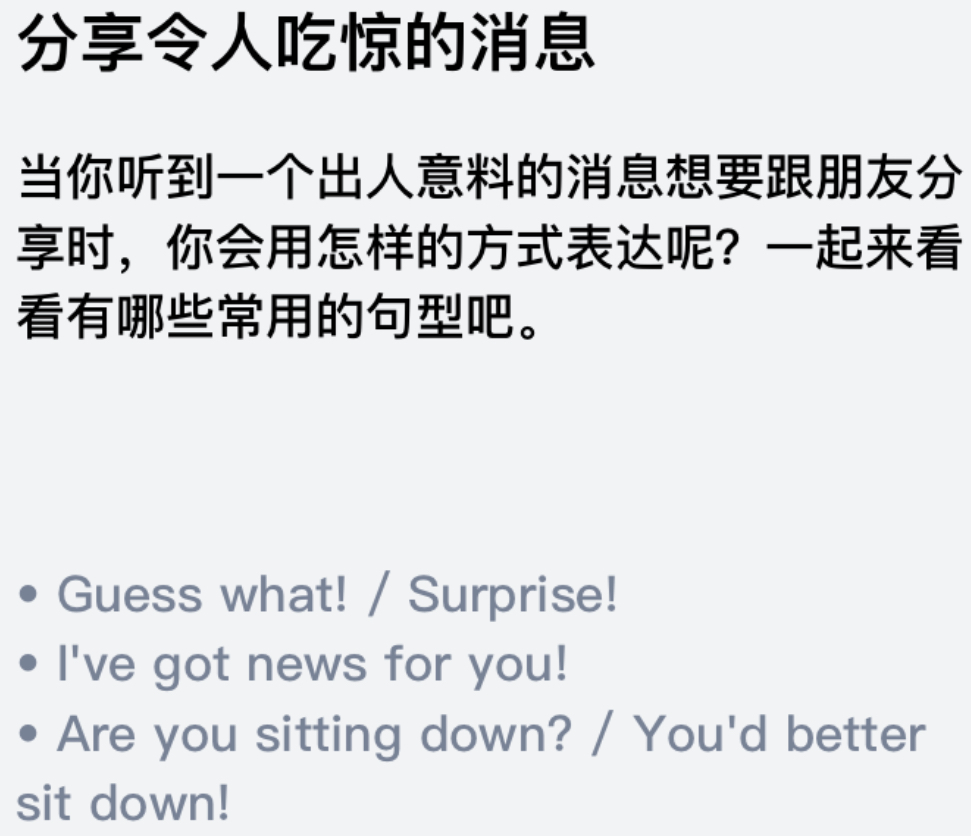 分享令人吃惊的消息
当你听到一个出人意料的消息想要跟朋友分
享时，你会用怎样的方式表达呢？一起来看
看有哪些常用的句型吧。
• Guess what! / Surprise!
• I've got news for you!
• Are you sitting down? / You'd better
sit down!